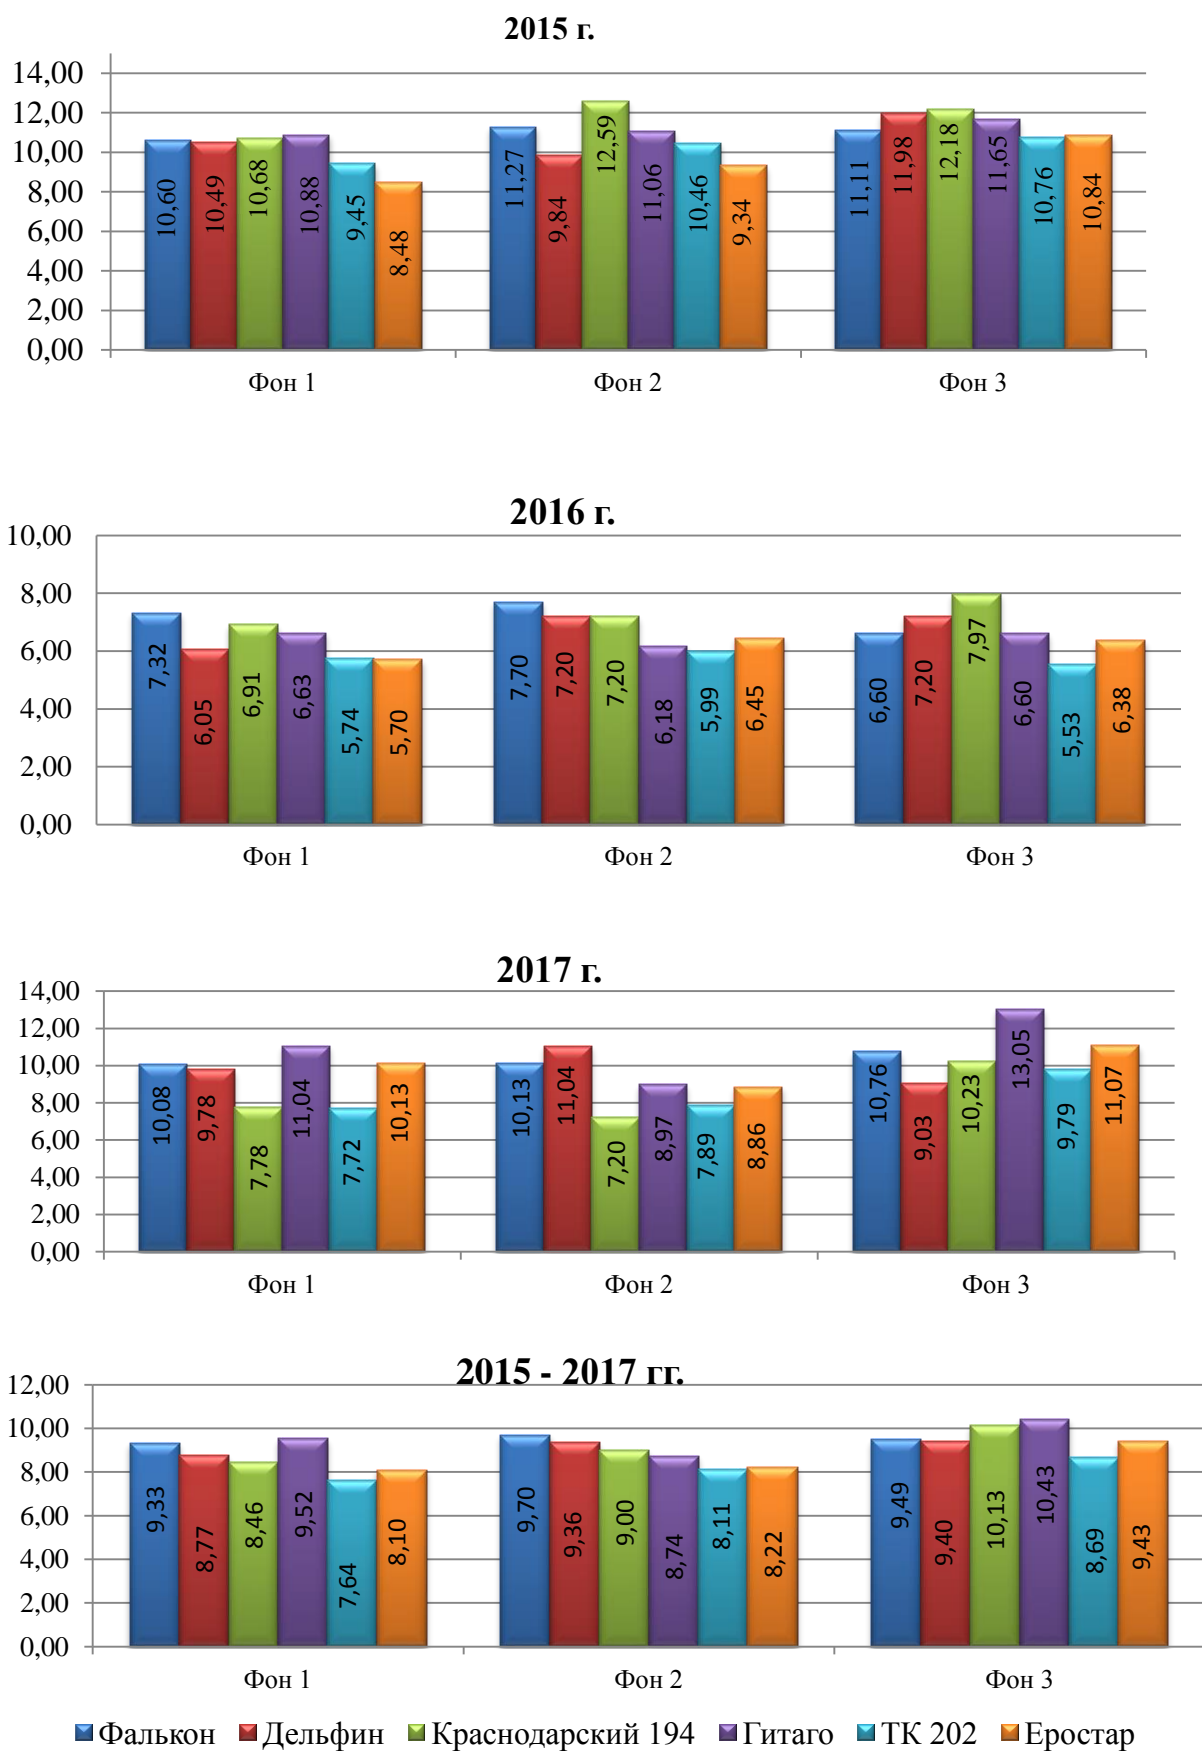 2015 г.
14,00
12,00
10,00
8,00
6,00
4,00
2,00
0,00
10,60 10,49 10,68 10,88 9,45 8,48
11,27 9,84 12,59 11,06 10,46 9,34
11,11 11,98 12,18 11,65 10,76 10,84
Фон 1 Фон 2 Фон 3
2016 г.
10,00
8,00
6,00
4,00
2,00
0,00
7,32 6,05 6,91 6,63 5,74 5,70
7,70 7,20 7,20 6,18 5,99 6,45
6,60 7,20 7,97 6,60 5,53 6,38
Фон 1 Фон 2 Фон 3
2017 г.
14,00
12,00
10,00
8,00
6,00
4,00
2,00
0,00
10,08 9,78 7,78 11,04 7,72 10,13
10,13 11,04 7,20 8,97 7,89 8,86
10,76 9,03 10,23 13,05 9,79 11,07
Фон 1 Фон 2 Фон 3
2015 - 2017 гг.
12,00
10,00
8,00
6,00
4,00
2,00
0,00
9,33 8,77 8,46 9,52 7,64 8,10
9,70 9,36 9,00 8,74 8,11 8,22
9,49 9,40 10,13 10,43 8,69 9,43
Фон 1 Фон 2 Фон 3
Фалькон Дельфин Краснодарский 194 Гитаго ТК 202 Еростар